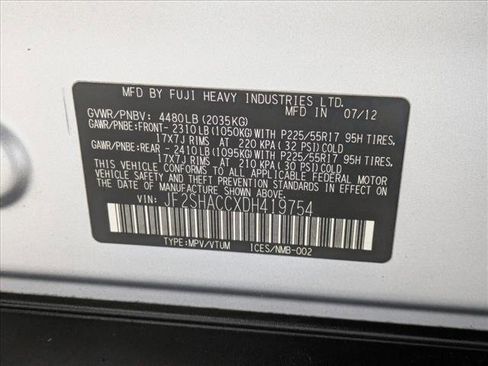 MFD BY FUJI HEAVY INDUSTRIES LTD.
MFD IN 07/12
GVWR/PNBV: 4480LB (2035KG)
GAWR/PNBE:FRONT- 2310LB(1050KG)WITH P225/55R17 95H TIRES,
17X7J RIMS AT 220 KPA( 32 PSI)COLD
GAWR/PNBE:REAR - 2410LB(1095KG)WITH P225/55R17 95H TIRES,
17X7J RIMS AT 210 KPA( 30 PSI)COLD
THIS VEHICLE CONFORMS TO ALL APPLICABLE FEDERAL MOTOR
VEHICLE SAFETY STANDARDS IN EFFECT ON THE DATE OF
MANUFACTURE SHOWN ABOVE.
VIN: JF2SHACCXDH419754
TYPE:MPV/VTUM ICES/NMB-002